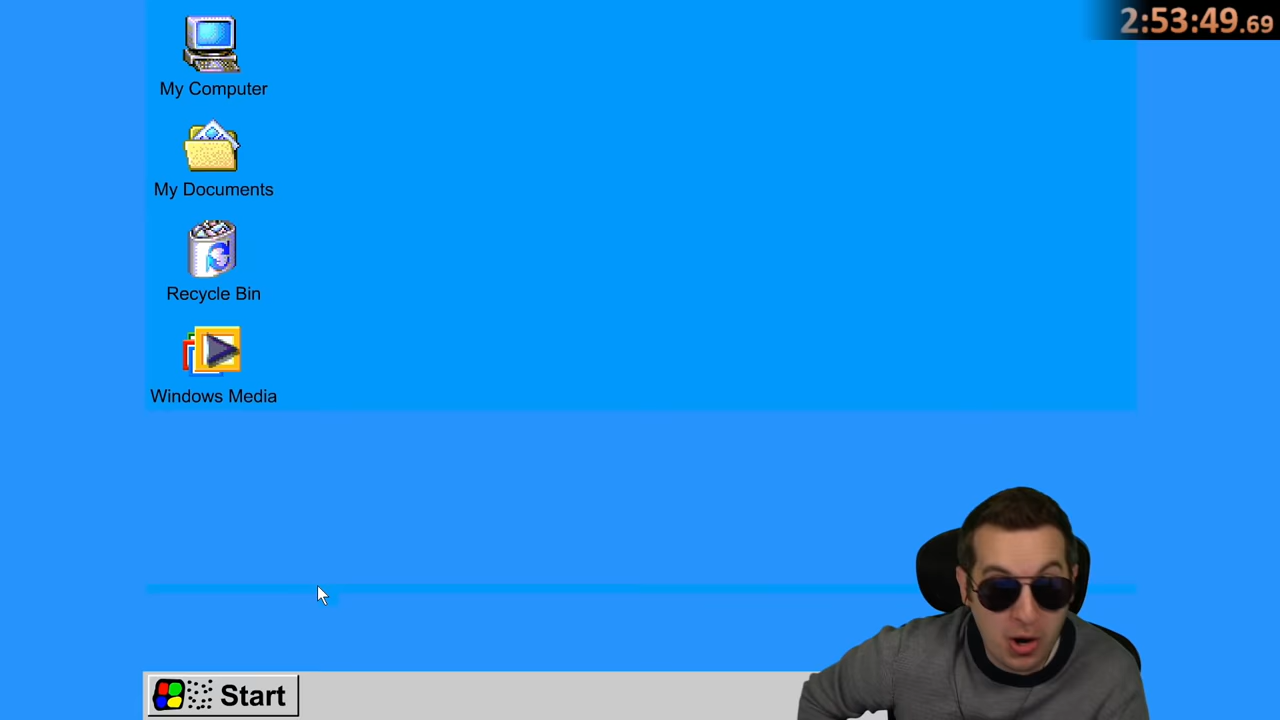 2:53:49.69
My Computer
My Documents
Recycle Bin
Windows Media
Start